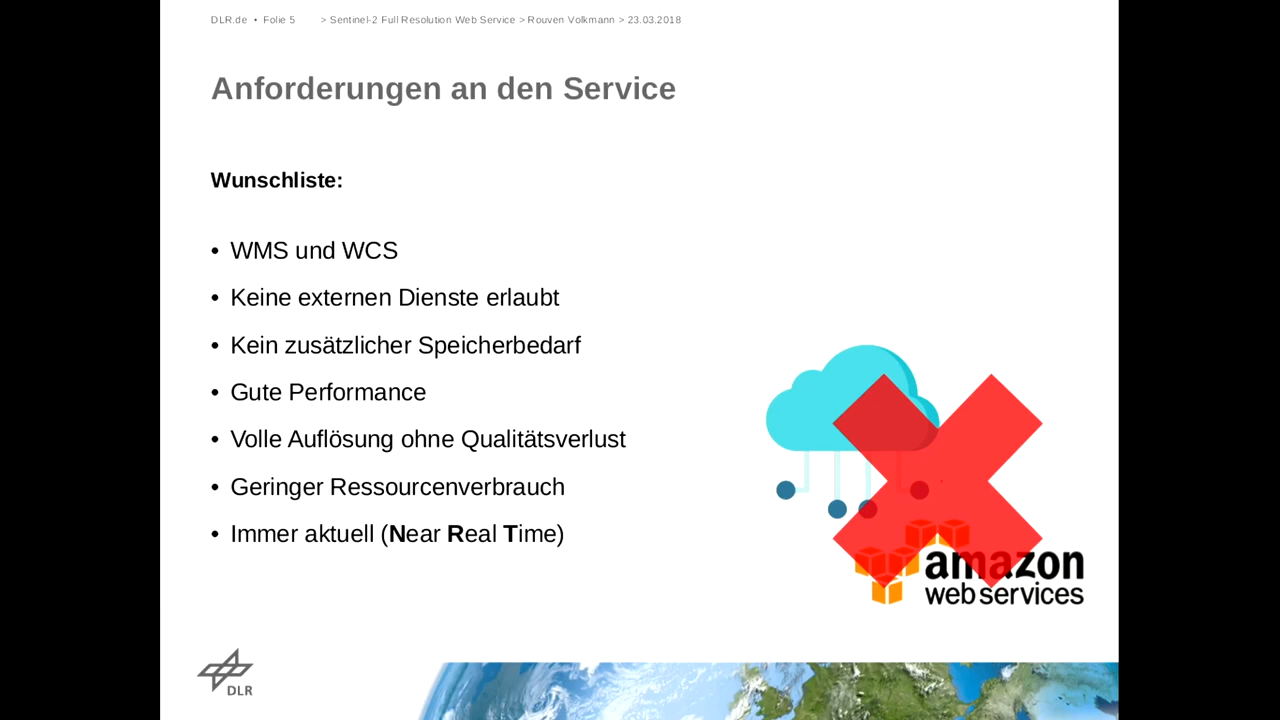 DLR.de • Folie 5 > Sentinel-2 Full Resolution Web Service > Rouven Volkmann > 23.03.2018
Anforderungen an den Service
Wunschliste:
• WMS und WCS
• Keine externen Dienste erlaubt
• Kein zusätzlicher Speicherbedarf
• Gute Performance
• Volle Auflösung ohne Qualitätsverlust
• Geringer Ressourcenverbrauch
• Immer aktuell (Near Real Time)
amazon
web services
DLR